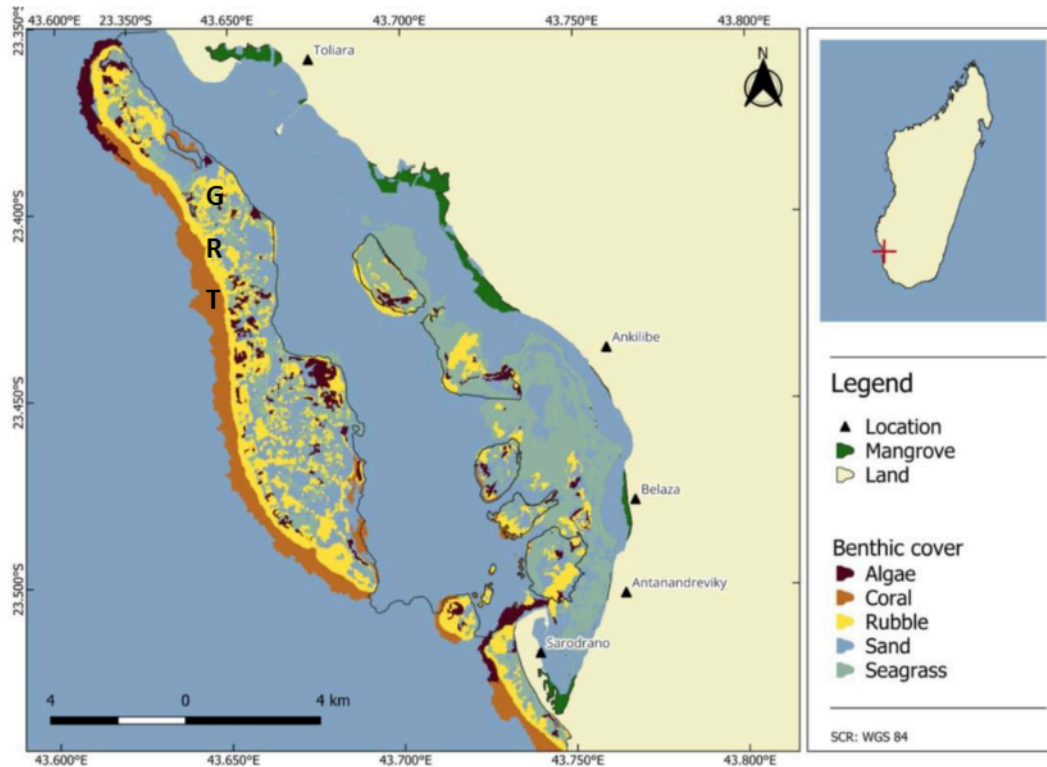 43.600°E 23.350°S 43.650°E 43.700°E 43.750°E 43.800°E
23.350°S
23.400°S
23.450°S
23.500°S
Toliara
N
G
R
T
Ankilibe
Belaza
Antanandreviky
Sarodrano
4 0 4 km
43.600°E 43.650°E 43.700°E 43.750°E 43.800°E
Legend
Location
Mangrove
Land
Benthic cover
Algae
Coral
Rubble
Sand
Seagrass
SCR: WGS 84